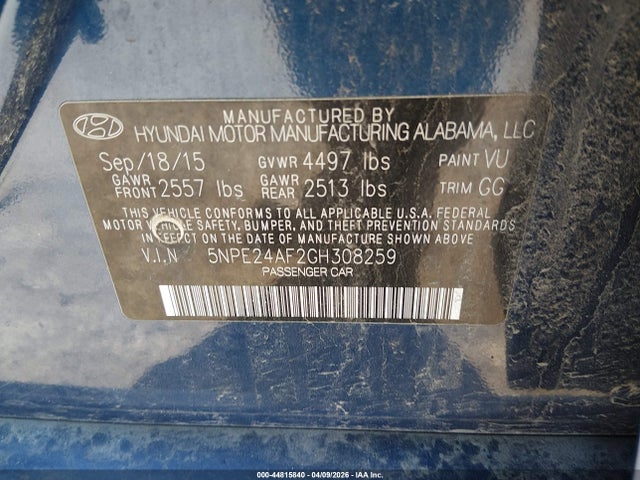 MANUFACTURED BY
HYUNDAI MOTOR MANUFACTURING ALABAMA, LLC
Sep/18/15 GVWR 4497 lbs PAINT VU
GAWR FRONT 2557 lbs GAWR REAR 2513 lbs TRIM GG
THIS VEHICLE CONFORMS TO ALL APPLICABLE U.S.A. FEDERAL
MOTOR VEHICLE SAFETY, BUMPER, AND THEFT PREVENTION STANDARDS
IN EFFECT ON THE DATE OF MANUFACTURE SHOWN ABOVE.
V.I.N 5NPE24AF2GH308259
PASSENGER CAR
000-44815840 | 04/09/2026 | IAA Inc.